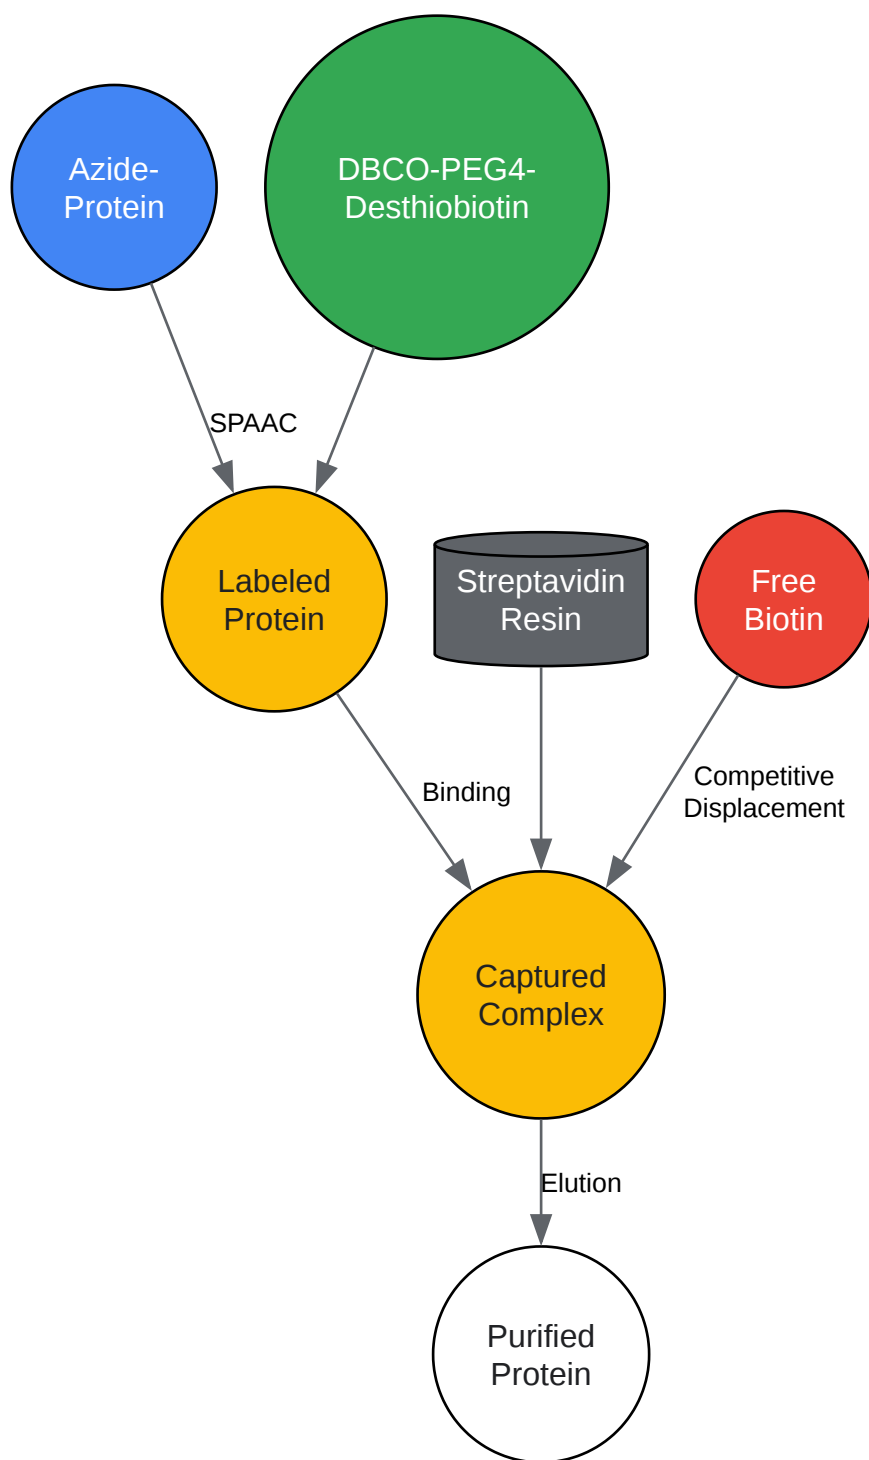 Azide-
Protein
DBCO-PEG4-
Desthiobiotin
SPAAC
Labeled
Protein
Streptavidin
Resin
Free
Biotin
Binding
Competitive
Displacement
Captured
Complex
Elution
Purified
Protein